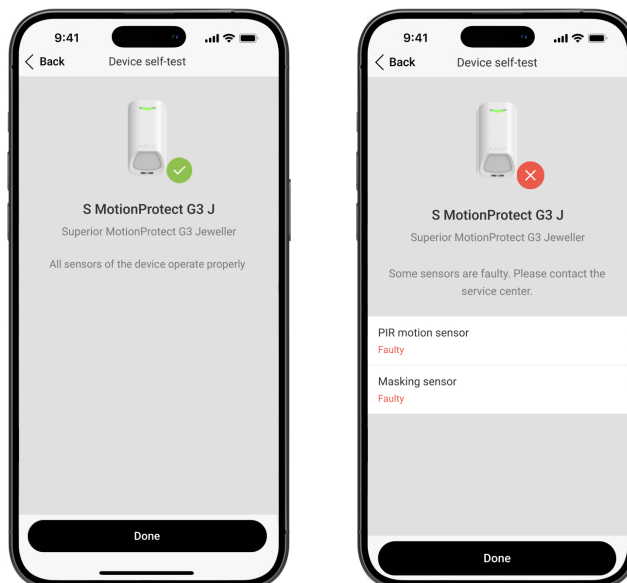 9:41
Back
Device self-test
S MotionProtect G3 J
Superior MotionProtect G3 Jeweller
All sensors of the device operate properly
Done
9:41
Back
Device self-test
S MotionProtect G3 J
Superior MotionProtect G3 Jeweller
Some sensors are faulty. Please contact the
service center.
PIR motion sensor
Faulty
Masking sensor
Faulty
Done